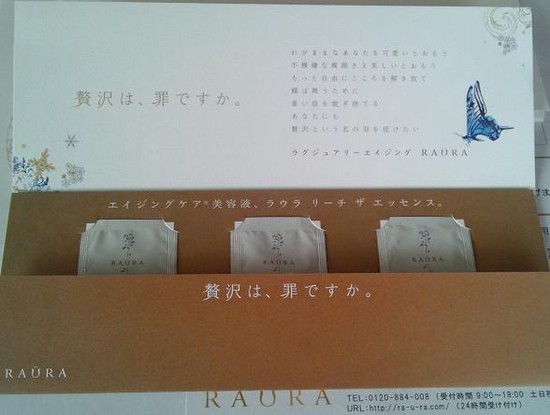 わがままなあなたを可愛いとおもう
不機嫌な横顔さえ美しいとおもう
もっと自由にこころを解き放て
蝶は舞うために
重い殻を脱ぎ捨てる
あなたにも
贅沢という名の羽を授けたい
贅沢は、罪ですか。
ラグジュアリーエイジング RAURA
エイジングケア※美容液、ラウラ リーチ ザ エッセンス。
RAURA
RAURA
RAURA
贅沢は、罪ですか。
RAURA
RAURA
TEL:0120-884-008 (受付時間 9:00~18:00 土日祝
URL:http://ra-u-ra.com/ (24時間受け付け)